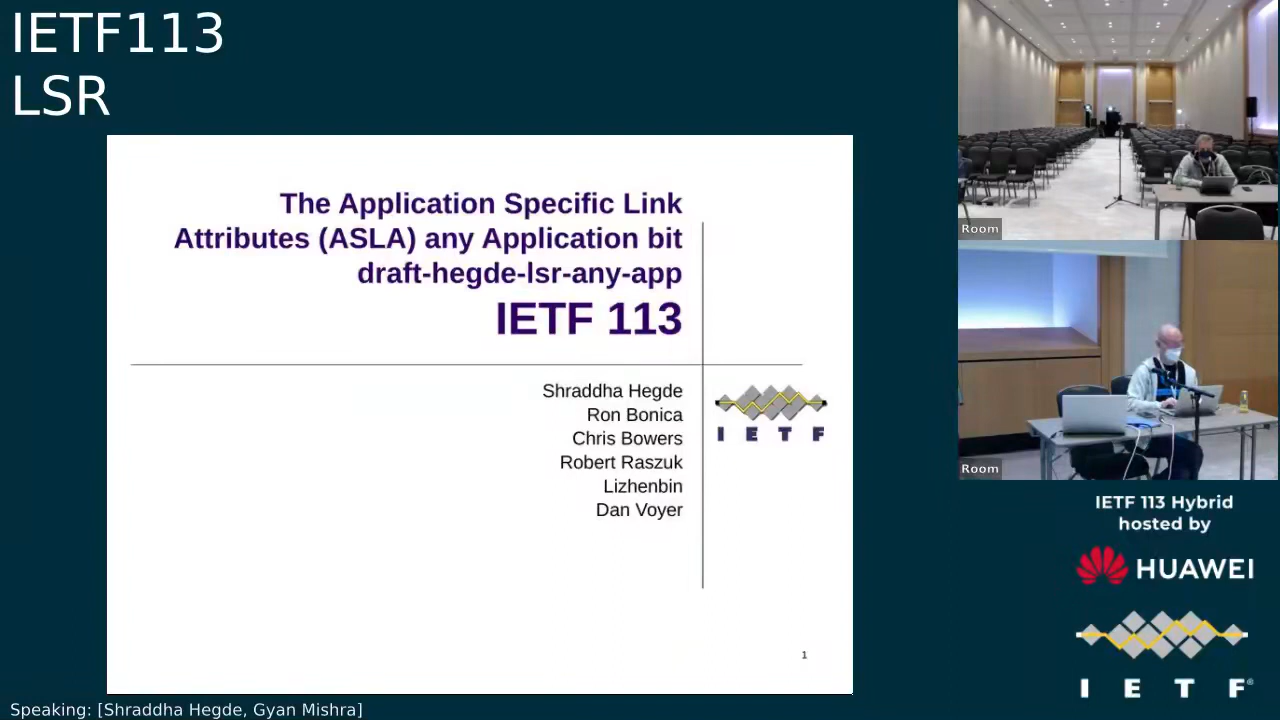 IETF113
LSR
The Application Specific Link
Attributes (ASLA) any Application bit
draft-hegde-lsr-any-app
IETF 113
Shraddha Hegde
Ron Bonica
Chris Bowers
Robert Raszuk
Lizhenbin
Dan Voyer
I E T F
1
Room
Room
IETF 113 Hybrid
hosted by
HUAWEI
I E T F®
Speaking: [Shraddha Hegde, Gyan Mishra]